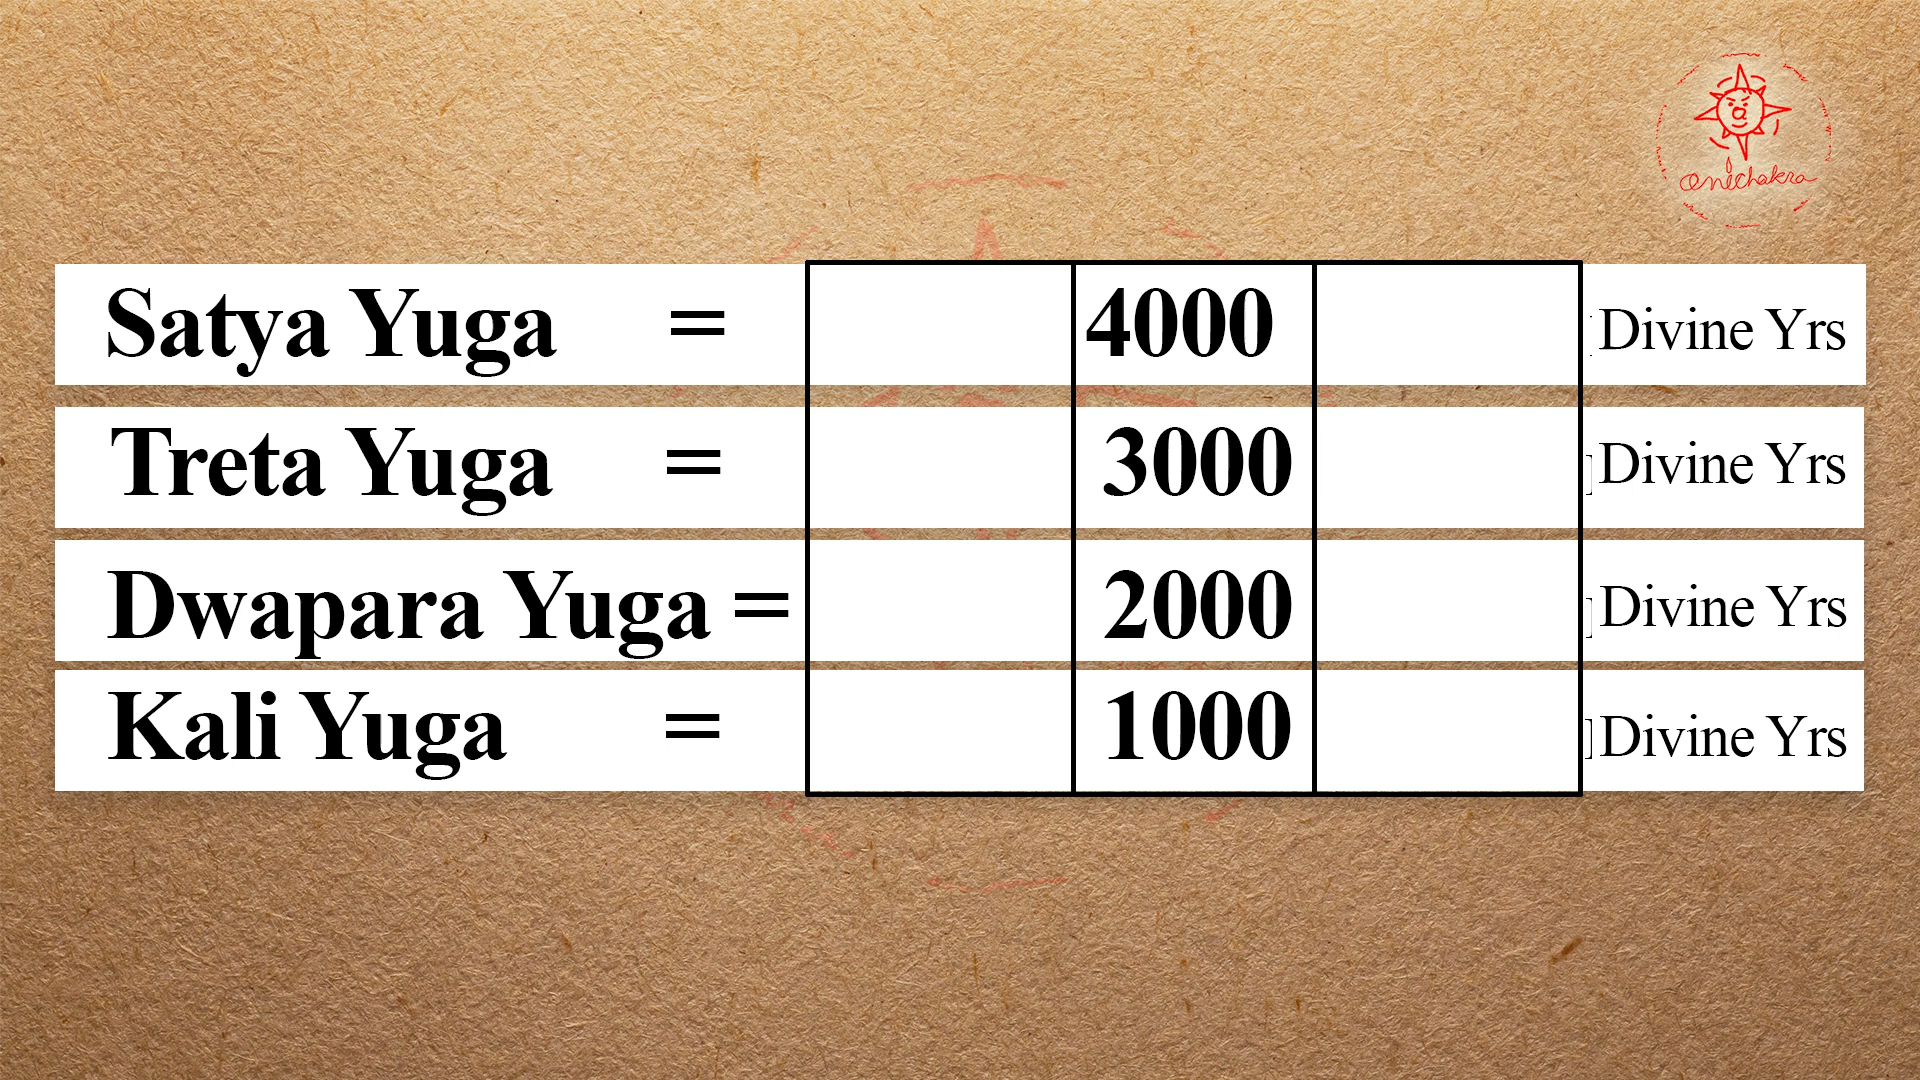 Onichakra
Satya Yuga = 4000 Divine Yrs
Treta Yuga = 3000 Divine Yrs
Dwapara Yuga = 2000 Divine Yrs
Kali Yuga = 1000 Divine Yrs